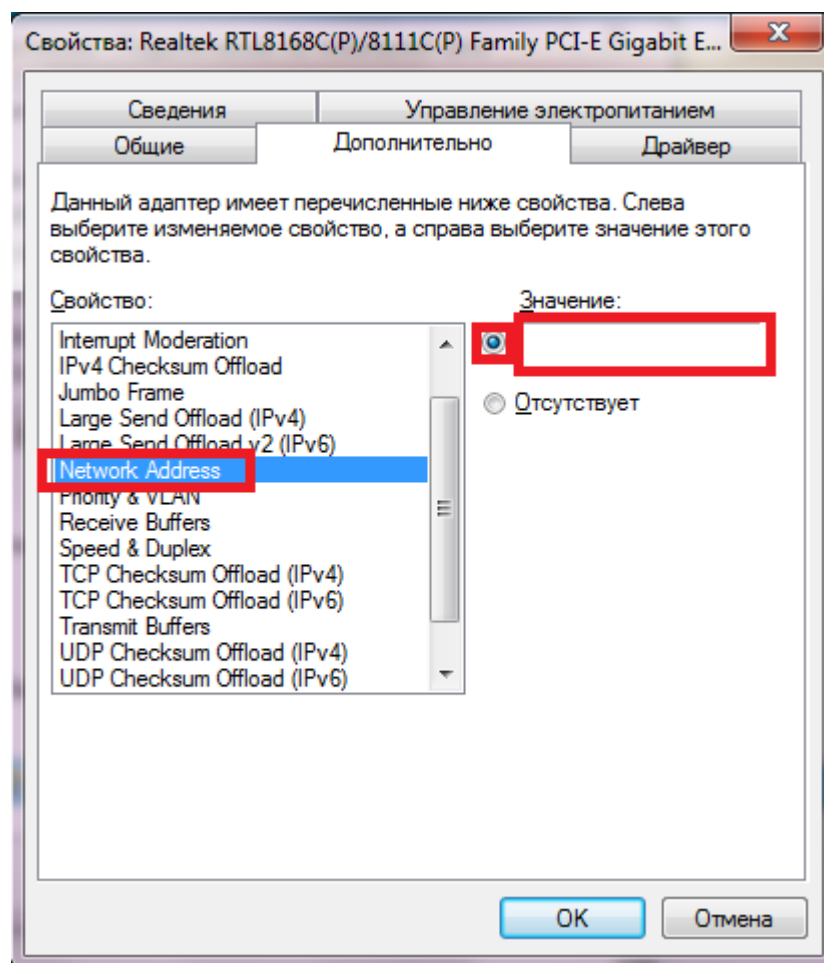 Свойства: Realtek RTL8168C(P)/8111C(P) Family PCI-E Gigabit E...
Сведения
Управление электропитанием
Общие
Дополнительно
Драйвер
Данный адаптер имеет перечисленные ниже свойства. Слева
выберите изменяемое свойство, а справа выберите значение этого
свойства.
Свойство:
Значение:
Interrupt Moderation
IPv4 Checksum Offload
Jumbo Frame
Large Send Offload (IPv4)
Large Send Offload v2 (IPv6)
Network Address
Priority & VLAN
Receive Buffers
Speed & Duplex
TCP Checksum Offload (IPv4)
TCP Checksum Offload (IPv6)
Transmit Buffers
UDP Checksum Offload (IPv4)
UDP Checksum Offload (IPv6)
Отсутствует
OK
Отмена